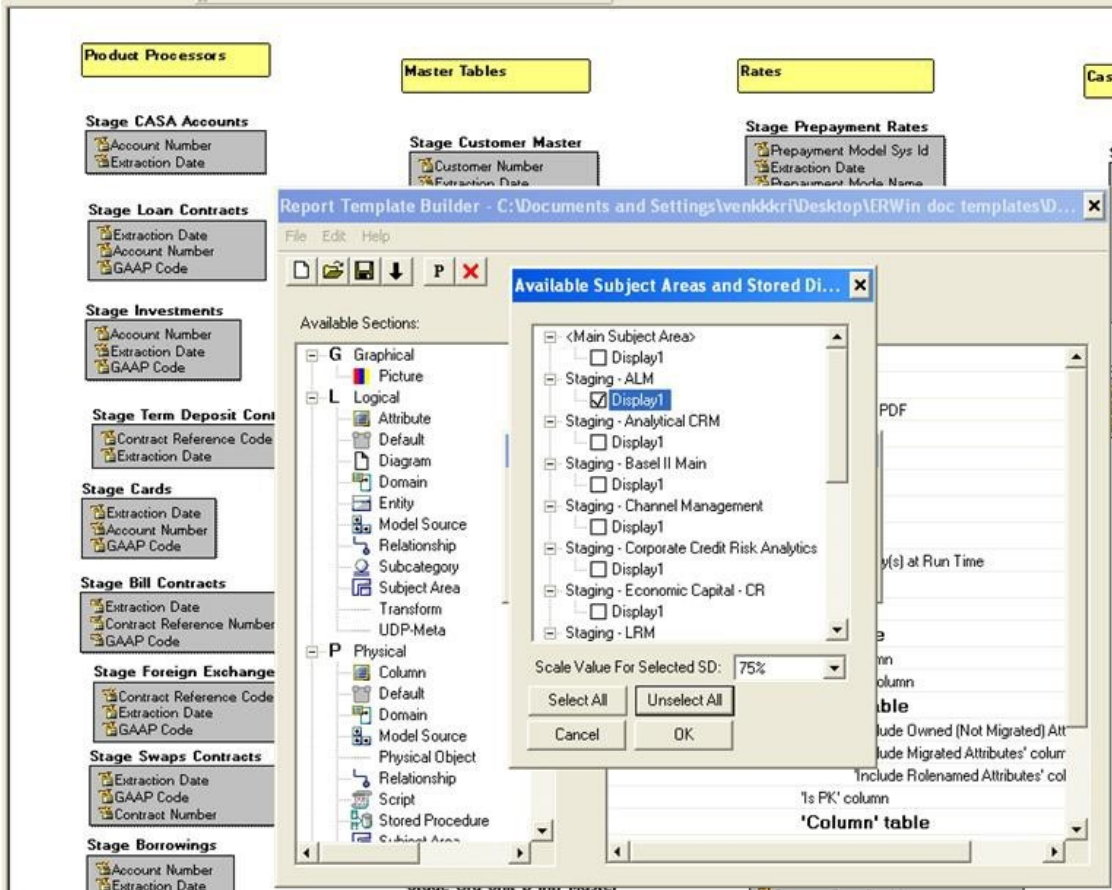 Product Processors
Master Tables
Rates
Cas
Stage CASA Accounts
Account Number
Extraction Date
Stage Customer Master
Customer Number
Extraction Date
Stage Prepayment Rates
Prepayment Model Sys Id
Extraction Date
Prepayment Mode Name
Stage Loan Contracts
Extraction Date
Account Number
GAAP Code
Stage Investments
Account Number
Extraction Date
GAAP Code
Stage Term Deposit Cont
Contract Reference Code
Extraction Date
Stage Cards
Extraction Date
Account Number
GAAP Code
Stage Bill Contracts
Extraction Date
Contract Reference Number
GAAP Code
Stage Foreign Exchange
Contract Reference Code
Extraction Date
GAAP Code
Stage Swaps Contracts
Extraction Date
GAAP Code
Contract Number
Stage Borrowings
Account Number
Extraction Date
Report Template Builder - C:\Documents and Settings\venkkkri\Desktop\ERWin doc templates\D...
File Edit Help
P
Available Sections:
G Graphical
Picture
L Logical
Attribute
Default
Diagram
Domain
Entity
Model Source
Relationship
Subcategory
Subject Area
Transform
UDP-Meta
P Physical
Column
Default
Domain
Model Source
Physical Object
Relationship
Script
Stored Procedure
Subject Area
Available Subject Areas and Stored Di...
<Main Subject Area>
Display1
Staging - ALM
Display1
Staging - Analytical CRM
Display1
Staging - Basel II Main
Display1
Staging - Channel Management
Display1
Staging - Corporate Credit Risk Analytics
Display1
Staging - Economic Capital - CR
Display1
Staging - LRM
Scale Value For Selected SD: 75%
Select All
Unselect All
Cancel
OK
PDF
y(s) at Run Time
e
mn
olumn
able
lude Owned (Not Migrated) Att
lude Migrated Attributes' colum
'Include Rolenamed Attributes' col
'Is PK' column
'Column' table